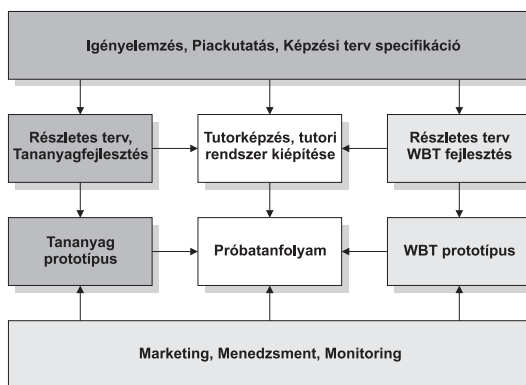 Igényelemzés, Piackutatás, Képzési terv specifikáció
Részletes terv,
Tananyagfejlesztés
Tutorképzés, tutori
rendszer kiépítése
Részletes terv
WBT fejlesztés
Tananyag
prototípus
Próbatanfolyam
WBT prototípus
Marketing, Menedzsment, Monitoring